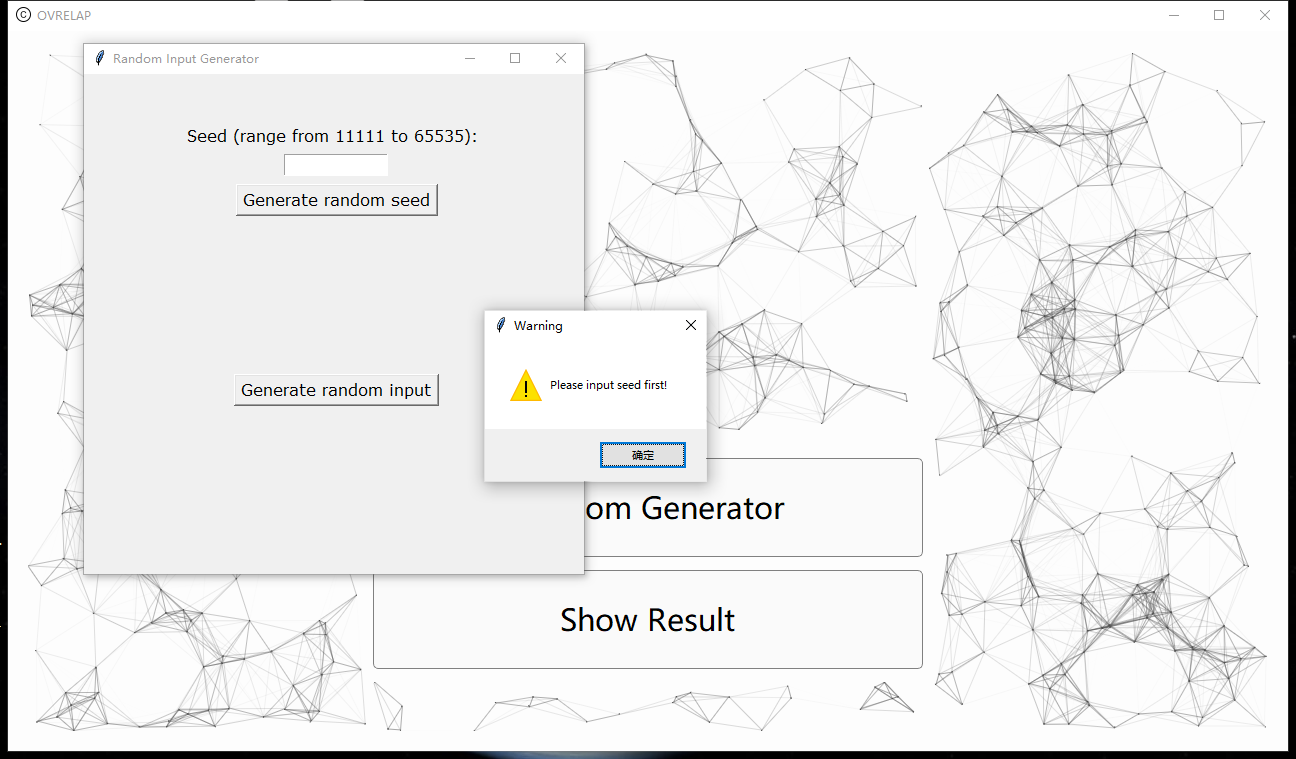 © OVRELAP
Random Input Generator
Seed (range from 11111 to 65535):
Generate random seed
Generate random input
Warning
Please input seed first!
确定
om Generator
Show Result